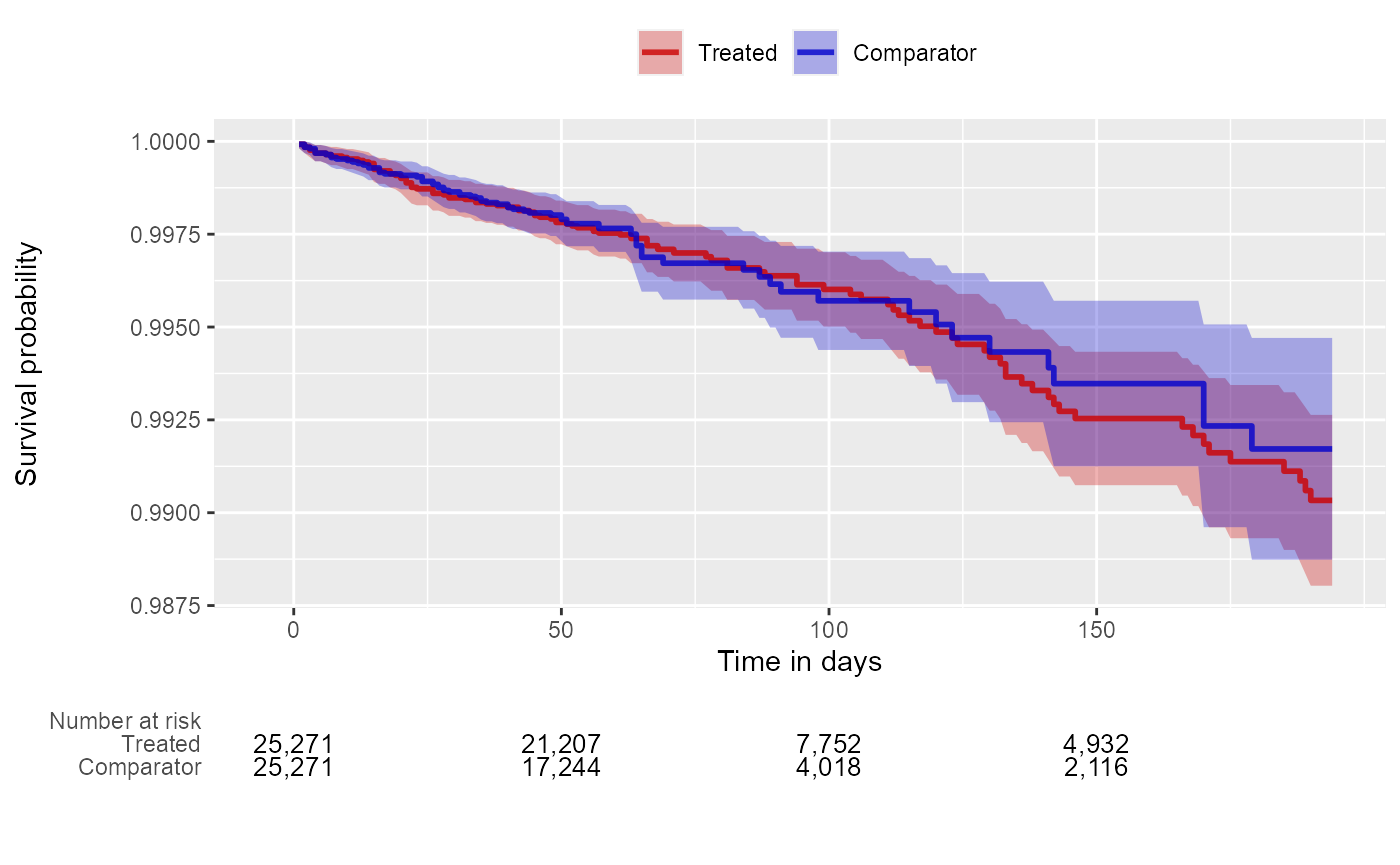 Treated Comparator
Survival probability
1.0000
0.9975
0.9950
0.9925
0.9900
0.9875
0 50 100 150
Time in days
Number at risk
Treated 25,271 21,207 7,752 4,932
Comparator 25,271 17,244 4,018 2,116